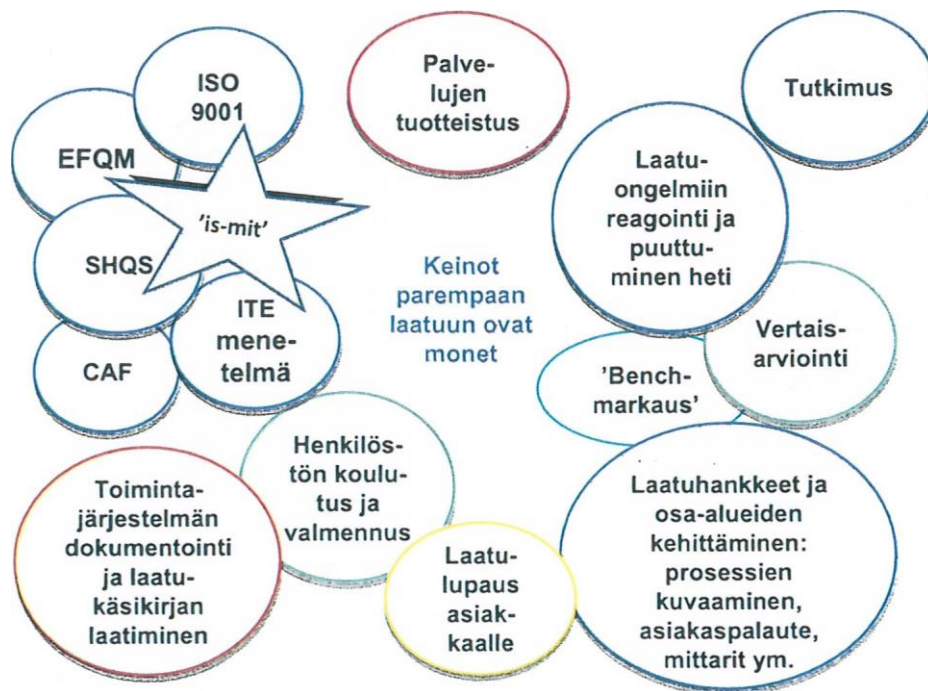 ISO
9001
EFQM
'is-mit'
SHQS
ITE
mene-
telmä
CAF
Palve-
lujen
tuotteistus
Tutkimus
Laatu-
ongelmiin
reagointi ja
puuttu-
minen heti
Keinot
parempaan
laatuun ovat
monet
Vertais-
arviointi
'Bench-
markaus'
Henkilös-
tön koulu-
tus ja
valmennus
Toiminta-
järjestelmän
dokumentointi
ja laatu-
käsikirjan
laatiminen
Laatu-
lupaus
asiak-
kaalle
Laatuhankkeet ja
osa-alueiden
kehittäminen:
prosessien
kuvaaminen,
asiakaspalaute,
mittarit ym.